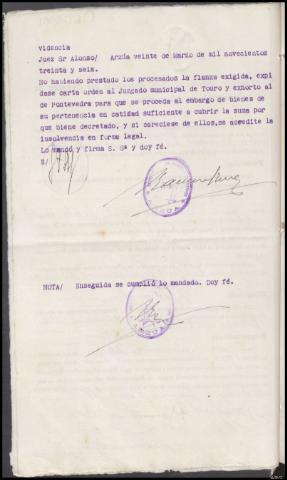 videncia
Juez Sr Alonso/ Arzúa veinte de Marzo de mil novecientos
treinta y seis.
No habiendo prestado los procesados la fianza exigida, expi
dase carta orden al Juzgado municipal de Touro y exhorto al
de Pontevedra para que se proceda al embargo de bienes de
su pertenencia en catidad suficiente a cubrir la suma por
que biene decretado, y si careciese de ellos,se acredite la
insolvencia en forma legal.
Lo mandó y firma S. Sª y doy fé.
E/
NOTA/ Enseguida se cumplió lo mandado. Doy fé.